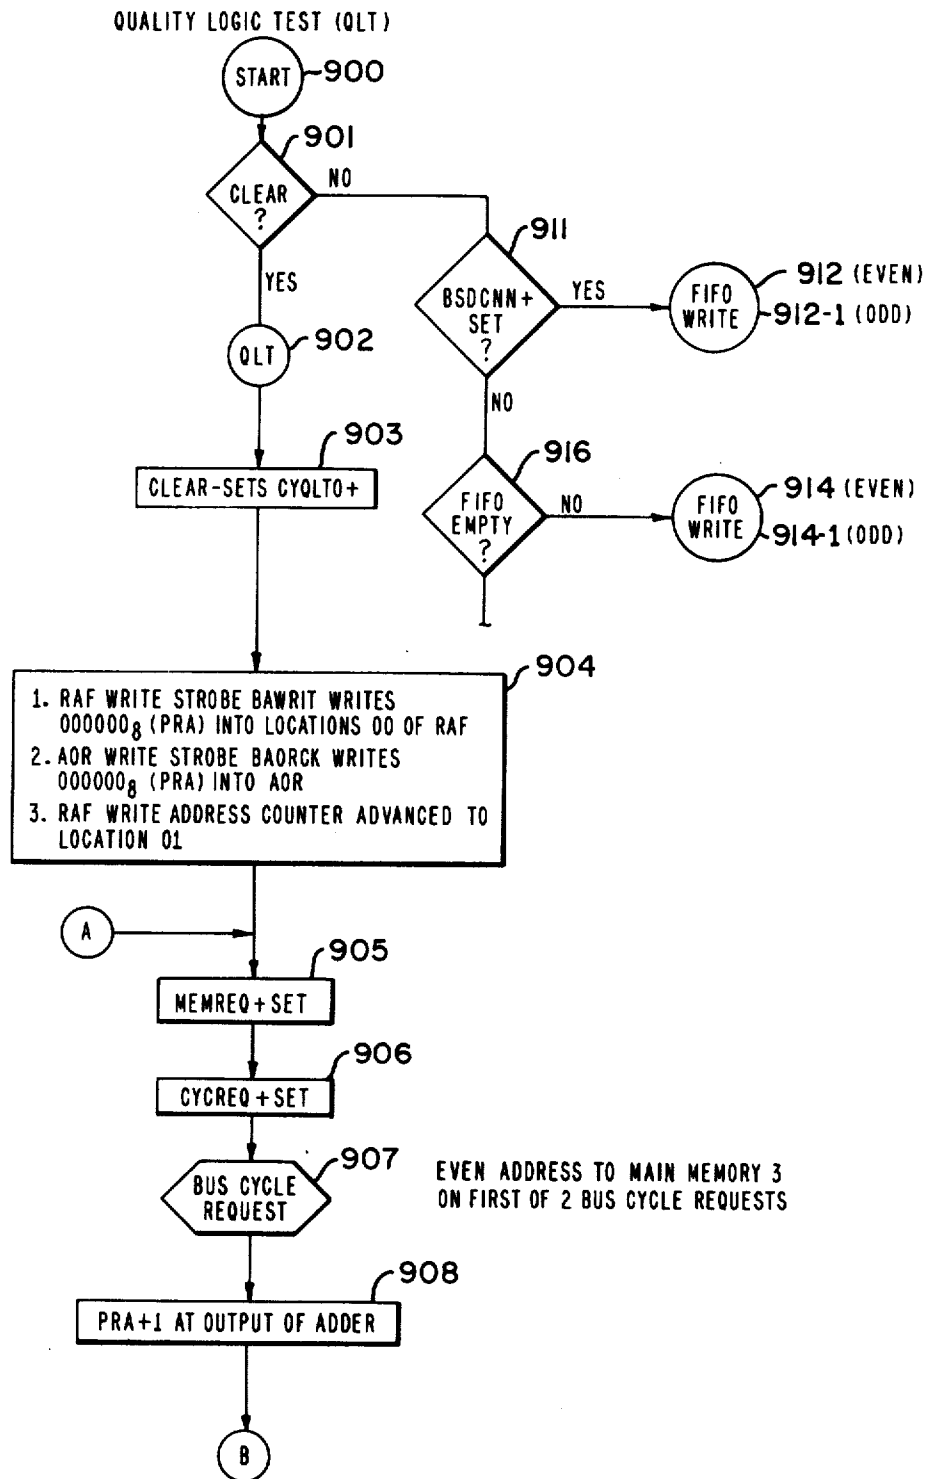 QUALITY LOGIC TEST (QLT)
START
900
901
CLEAR
?
NO
YES
911
BSDCNN+
SET
?
YES
FIFO
WRITE
912 (EVEN)
912-1 (ODD)
NO
QLT
902
903
CLEAR-SETS CYQLTO+
916
FIFO
EMPTY
?
NO
FIFO
WRITE
914 (EVEN)
914-1 (ODD)
904
1. RAF WRITE STROBE BAWRIT WRITES
000000₈ (PRA) INTO LOCATIONS 00 OF RAF
2. AOR WRITE STROBE BAORCK WRITES
000000₈ (PRA) INTO AOR
3. RAF WRITE ADDRESS COUNTER ADVANCED TO
LOCATION 01
A
905
MEMREQ+SET
906
CYCREQ+SET
907
BUS CYCLE
REQUEST
EVEN ADDRESS TO MAIN MEMORY 3
ON FIRST OF 2 BUS CYCLE REQUESTS
908
PRA+1 AT OUTPUT OF ADDER
B